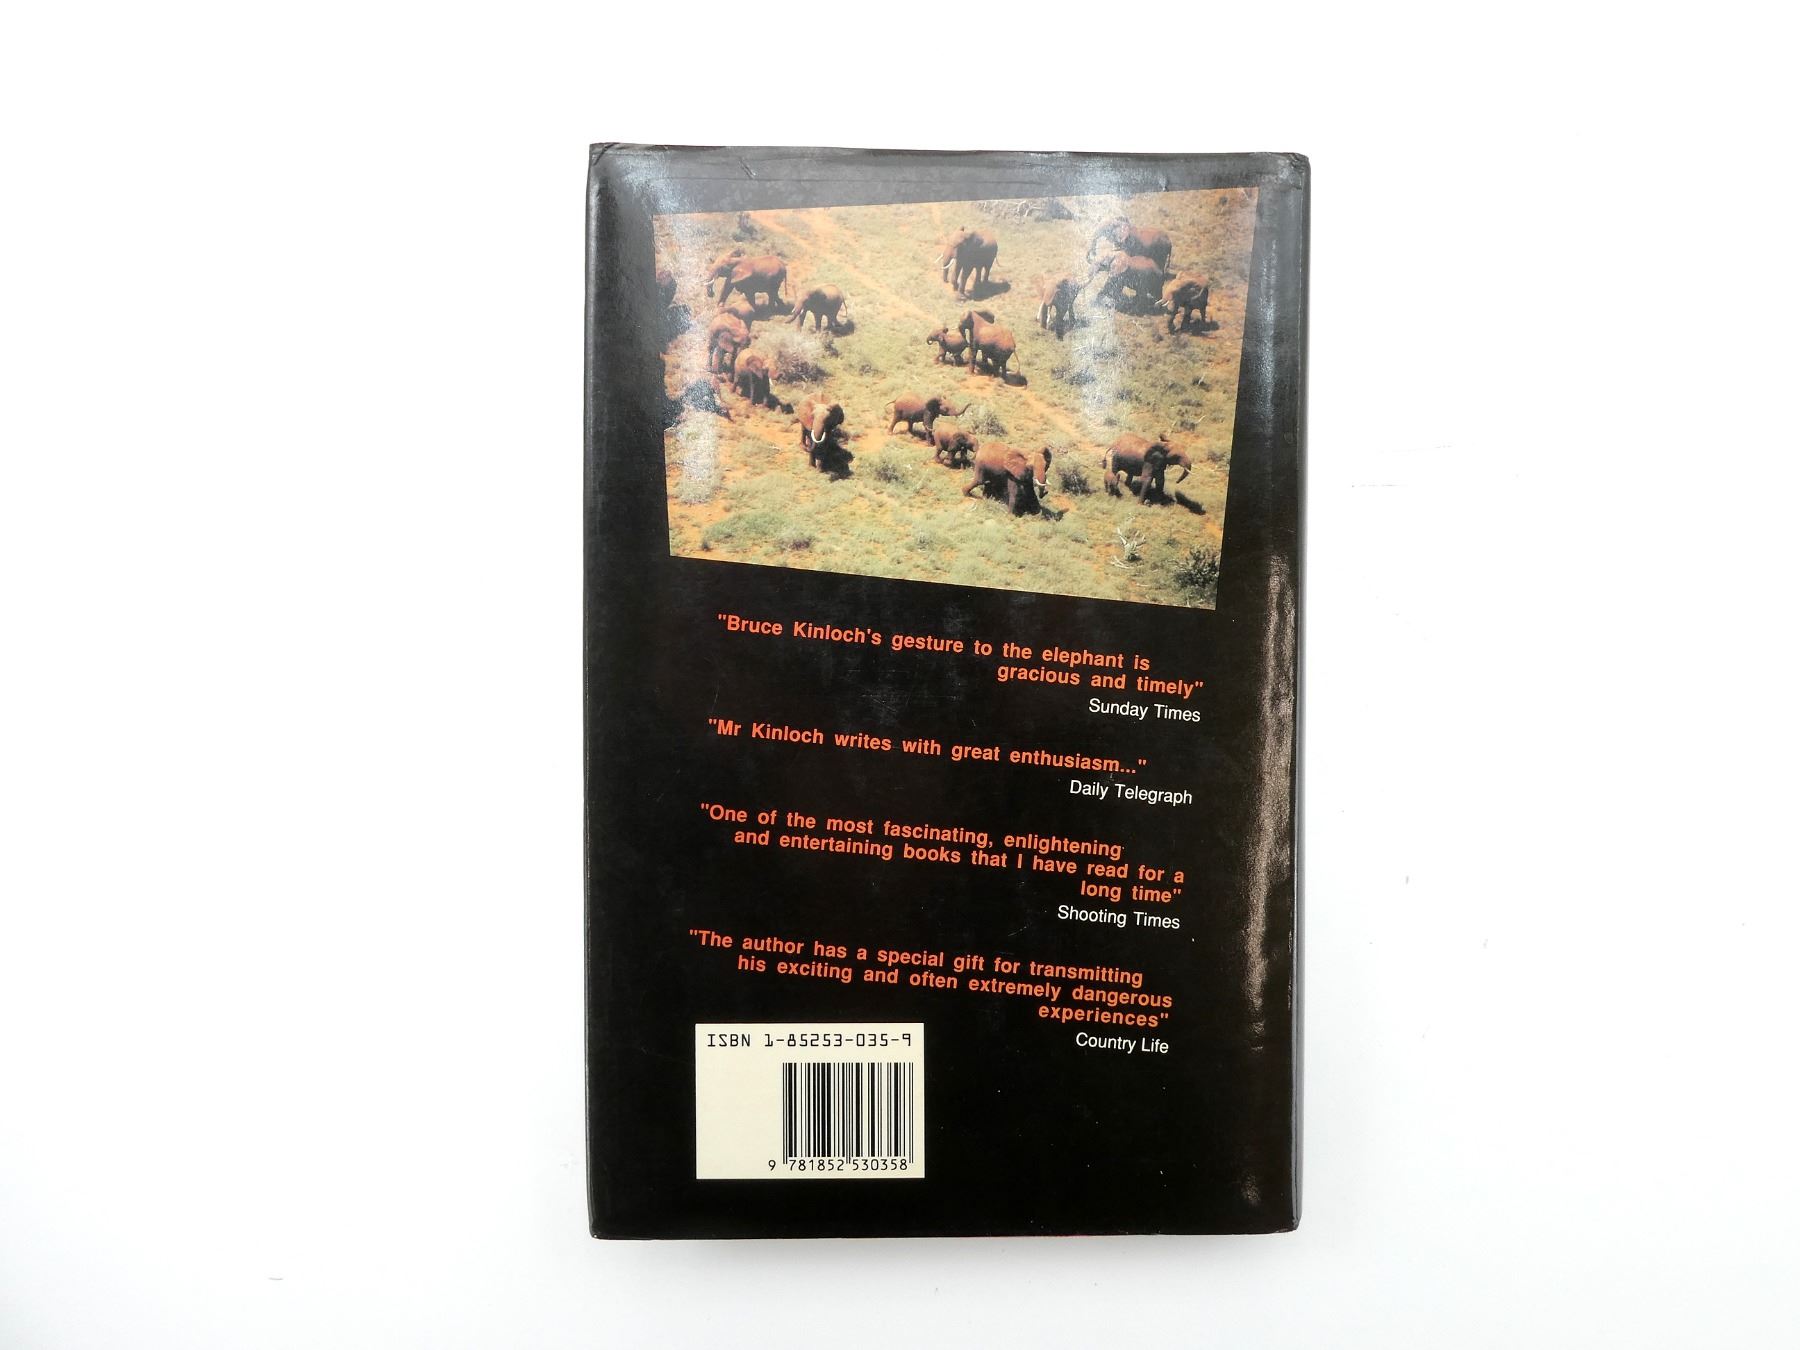 "Bruce Kinloch's gesture to the elephant is
gracious and timely"
Sunday Times
"Mr Kinloch writes with great enthusiasm..."
Daily Telegraph
"One of the most fascinating, enlightening
and entertaining books that I have read for a
long time"
Shooting Times
"The author has a special gift for transmitting
his exciting and often extremely dangerous
experiences"
Country Life
ISBN 1-85253-035-9
9 781852 530358